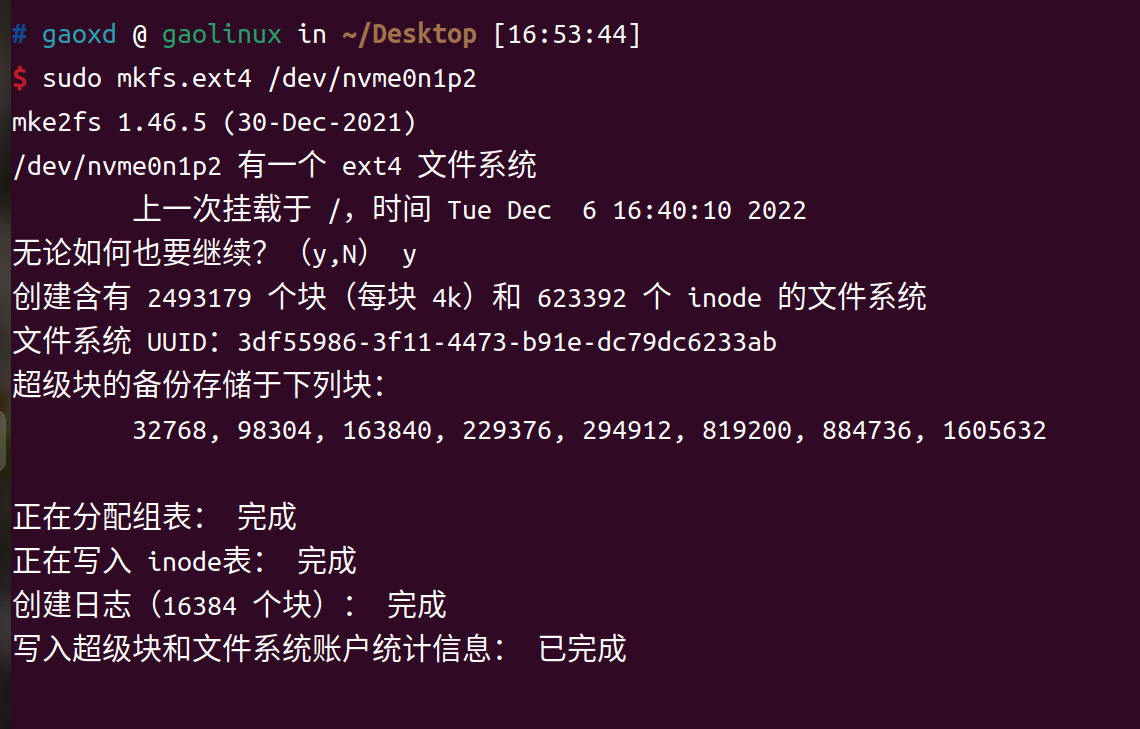 # gaoxd @ gaolinux in ~/Desktop [16:53:44]
$ sudo mkfs.ext4 /dev/nvme0n1p2
mke2fs 1.46.5 (30-Dec-2021)
/dev/nvme0n1p2 有一个 ext4 文件系统
上一次挂载于 /，时间 Tue Dec  6 16:40:10 2022
无论如何也要继续？ (y,N) y
创建含有 2493179 个块（每块 4k）和 623392 个 inode 的文件系统
文件系统 UUID：3df55986-3f11-4473-b91e-dc79dc6233ab
超级块的备份存储于下列块：
32768, 98304, 163840, 229376, 294912, 819200, 884736, 1605632
正在分配组表： 完成
正在写入 inode表： 完成
创建日志（16384 个块）： 完成
写入超级块和文件系统账户统计信息： 已完成